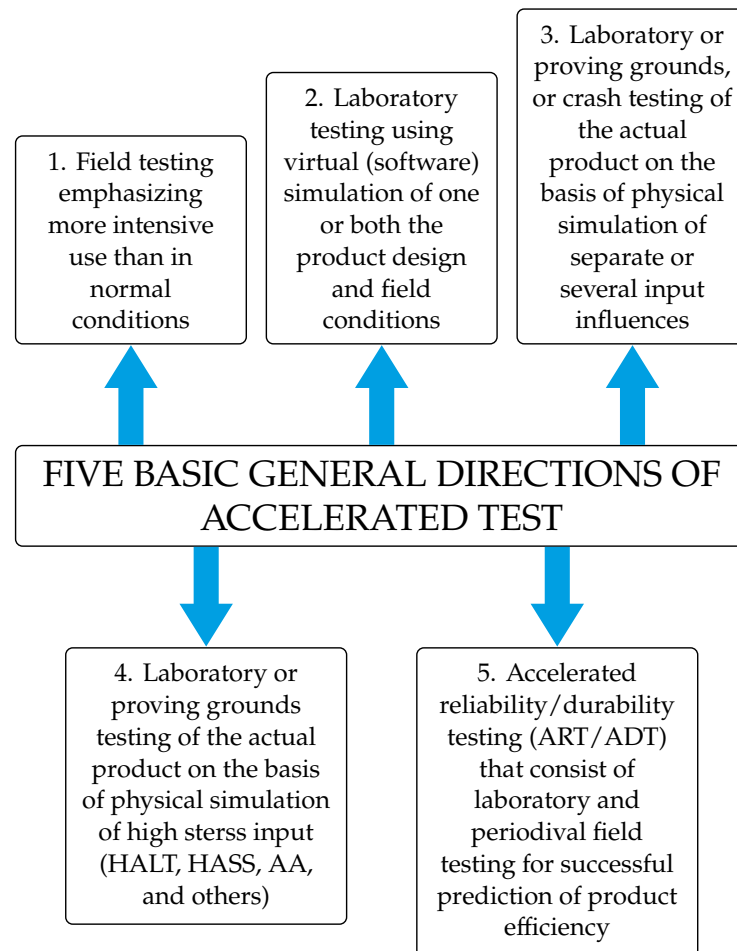 1. Field testing
emphasizing
more intensive
use than in
normal
conditions
2. Laboratory
testing using
virtual (software)
simulation of one
or both the
product design
and field
conditions
3. Laboratory or
proving grounds,
or crash testing of
the actual
product on the
basis of physical
simulation of
separate or
several input
influences
FIVE BASIC GENERAL DIRECTIONS OF
ACCELERATED TEST
4. Laboratory or
proving grounds
testing of the actual
product on the basis
of physical simulation
of high sterss input
(HALT, HASS, AA,
and others)
5. Accelerated
reliability/durability
testing (ART/ADT)
that consist of
laboratory and
periodival field
testing for successful
prediction of product
efficiency